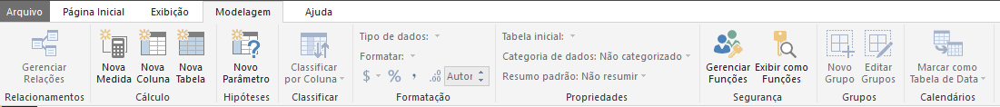 Arquivo Página Inicial Exibição Modelagem Ajuda
Gerenciar
Relações
Relacionamentos
Nova
Medida
Nova
Coluna
Nova
Tabela
Cálculo
Novo
Parâmetro
Hipóteses
Classificar
por Coluna
Classificar
Tipo de dados:
Formatar:
$ % , .00 Autor
Formatação
Tabela inicial:
Categoria de dados: Não categorizado
Resumo padrão: Não resumir
Propriedades
Gerenciar
Funções
Exibir como
Funções
Segurança
Novo
Grupo
Editar
Grupos
Grupos
Marcar como
Tabela de Data
Calendários